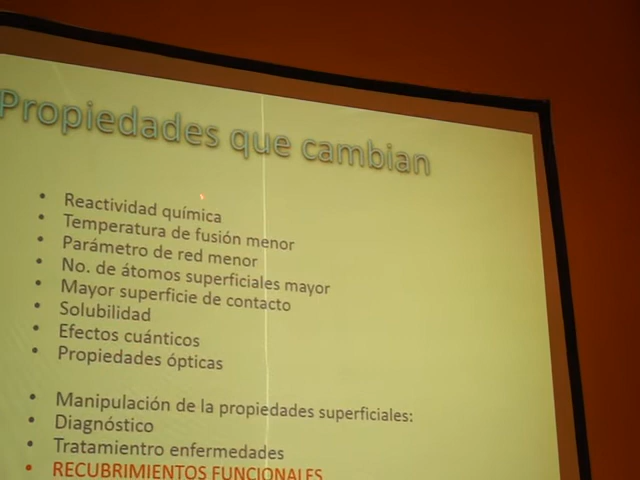 Propiedades que cambian
• Reactividad química
• Temperatura de fusión menor
• Parámetro de red menor
• No. de átomos superficiales mayor
• Mayor superficie de contacto
• Solubilidad
• Efectos cuánticos
• Propiedades ópticas
• Manipulación de la propiedades superficiales:
• Diagnóstico
• Tratamientro enfermedades
• RECUBRIMIENTOS FUNCIONALES